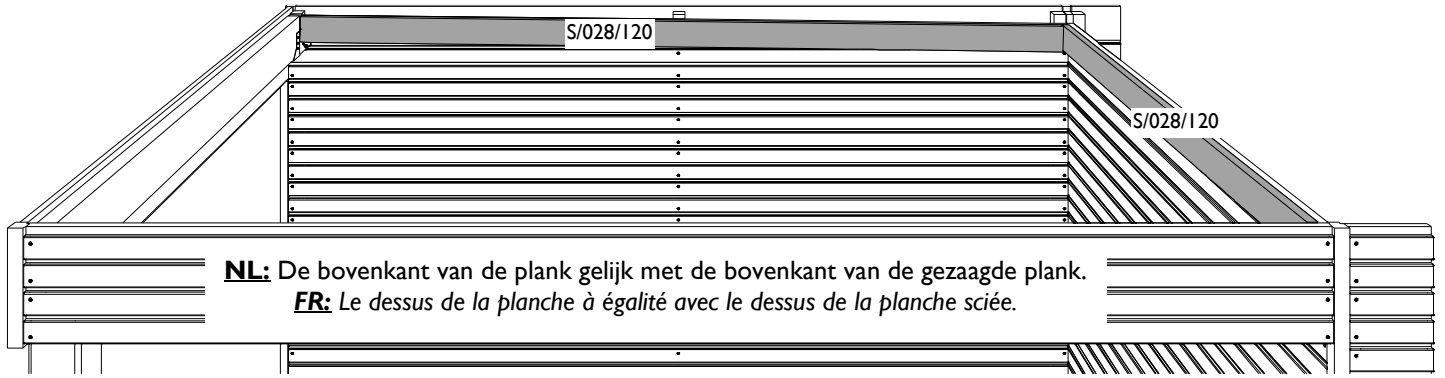 S/028/120
S/028/120
NL: De bovenkant van de plank gelijk met de bovenkant van de gezaagde plank.
FR: Le dessus de la planche à égalité avec le dessus de la planche sciée.